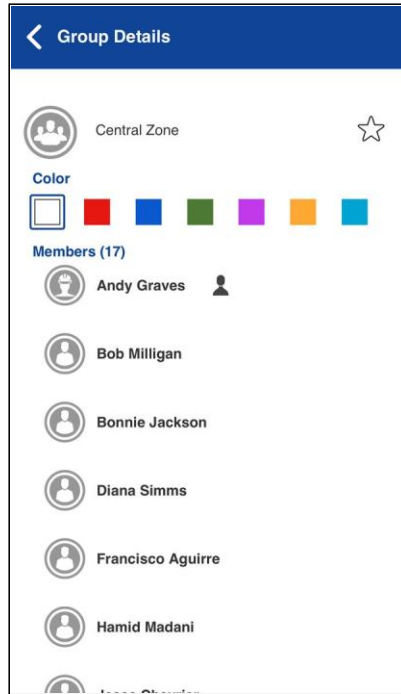 Group Details
Central Zone
Color
Members (17)
Andy Graves
Bob Milligan
Bonnie Jackson
Diana Simms
Francisco Aguirre
Hamid Madani